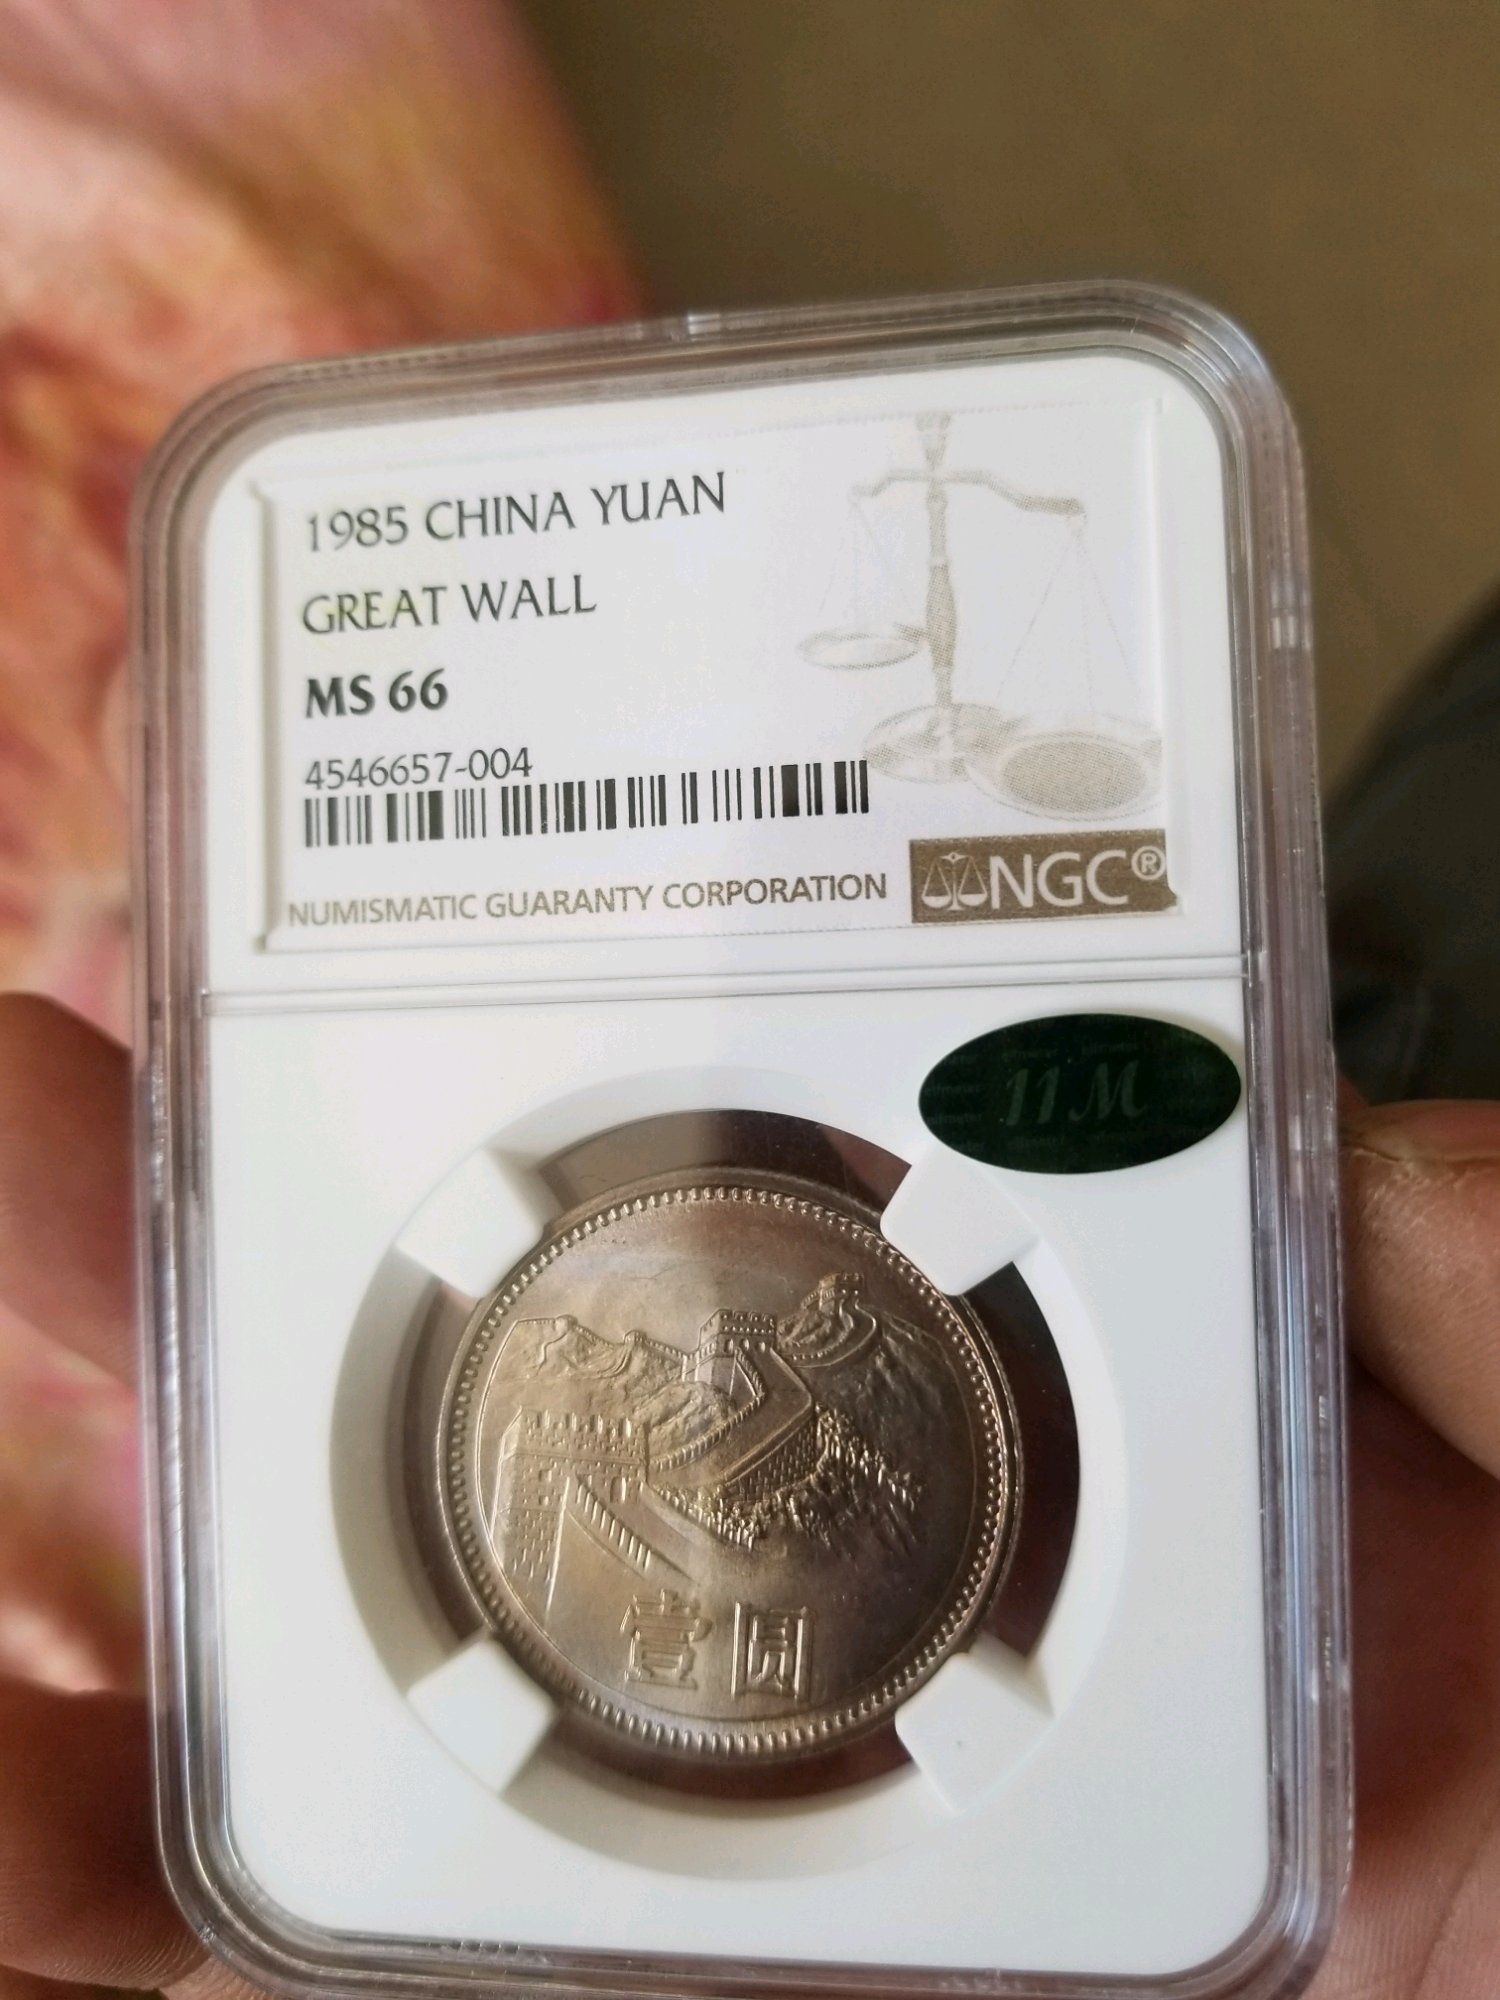 1985 CHINA YUAN
GREAT WALL
MS 66
4546657-004
NUMISMATIC GUARANTY CORPORATION
NGC®
11M
壹圆